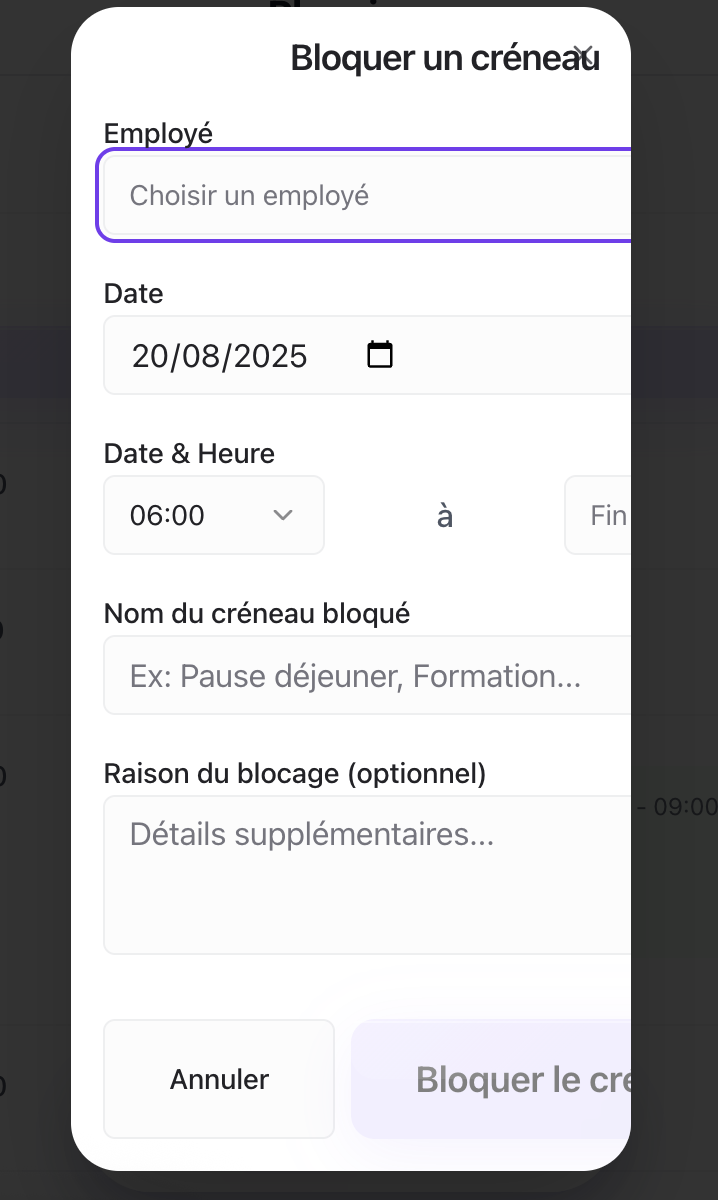 Bloquer un créneau
Employé
Choisir un employé
Date
20/08/2025
Date & Heure
06:00
à
Fin
Nom du créneau bloqué
Ex: Pause déjeuner, Formation...
Raison du blocage (optionnel)
- 09:00
Détails supplémentaires...
Annuler
Bloquer le cré